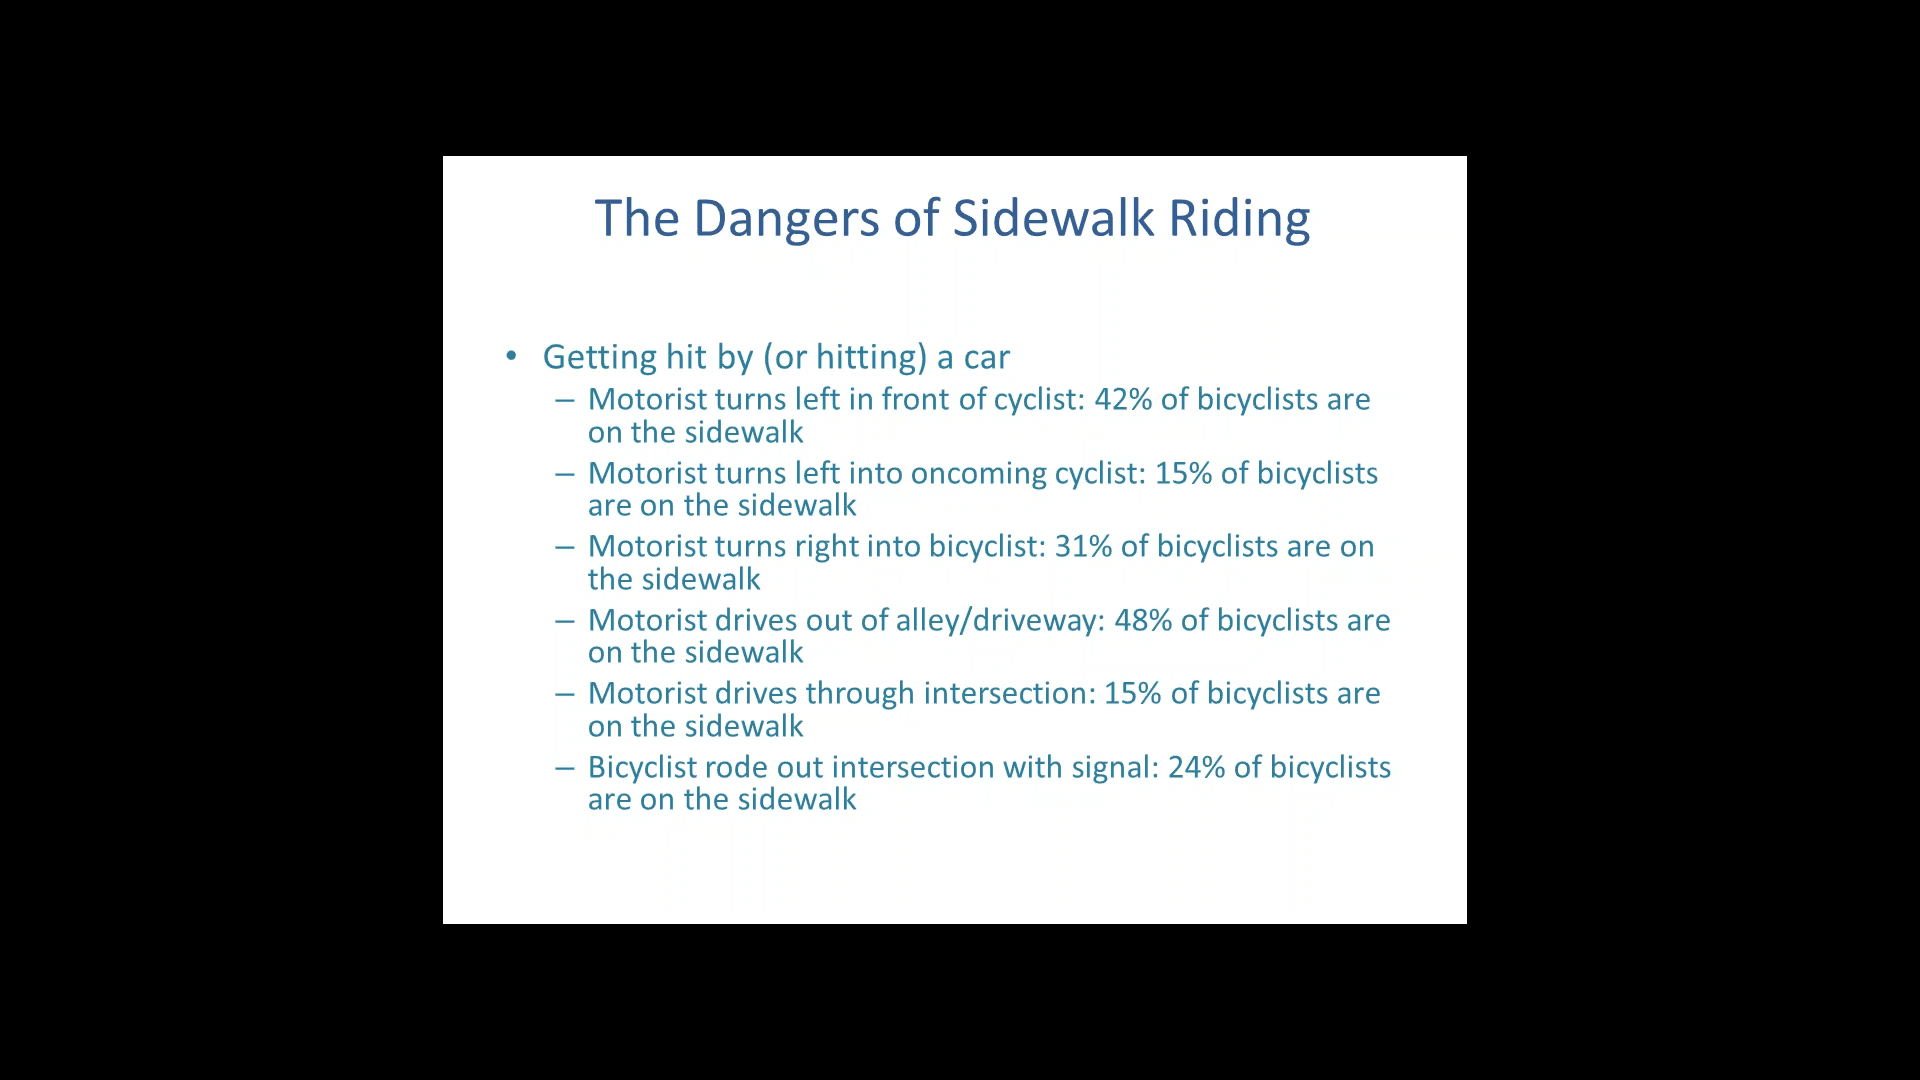 The Dangers of Sidewalk Riding
• Getting hit by (or hitting) a car
– Motorist turns left in front of cyclist: 42% of bicyclists are
on the sidewalk
– Motorist turns left into oncoming cyclist: 15% of bicyclists
are on the sidewalk
– Motorist turns right into bicyclist: 31% of bicyclists are on
the sidewalk
– Motorist drives out of alley/driveway: 48% of bicyclists are
on the sidewalk
– Motorist drives through intersection: 15% of bicyclists are
on the sidewalk
– Bicyclist rode out intersection with signal: 24% of bicyclists
are on the sidewalk